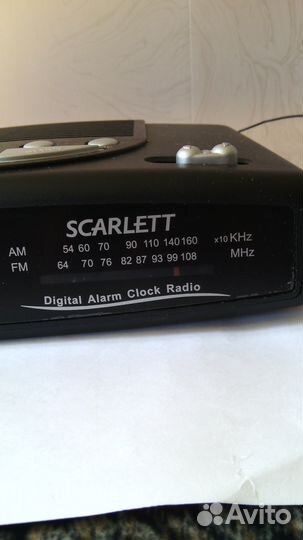 SCARLETT
AM 54 60 70 90 110 140 160 x10 KHz
FM 64 70 76 82 87 93 99 108 MHz
Digital Alarm Clock Radio
Avito